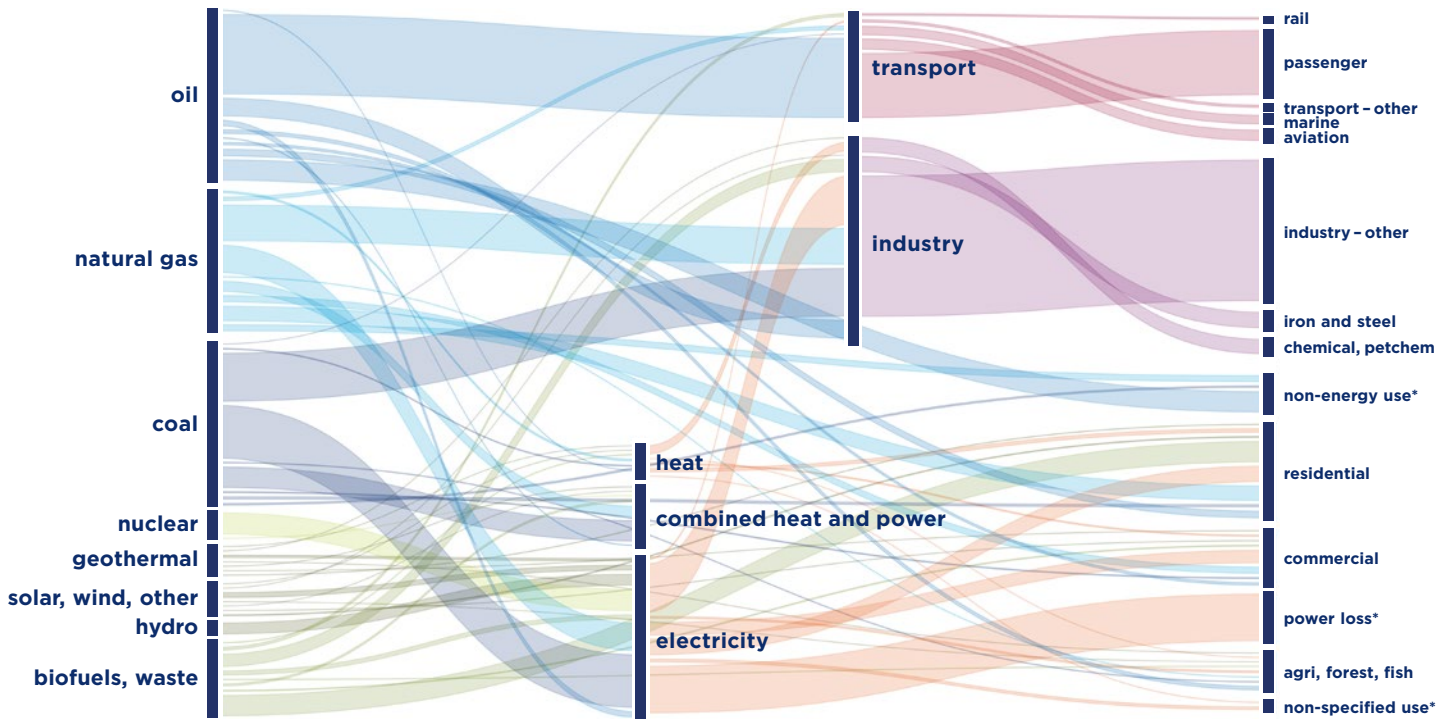 oil
natural gas
coal
nuclear
geothermal
solar, wind, other
hydro
biofuels, waste
heat
combined heat and power
electricity
transport
industry
rail
passenger
transport – other
marine
aviation
industry – other
iron and steel
chemical, petchem
non-energy use*
residential
commercial
power loss*
agri, forest, fish
non-specified use*